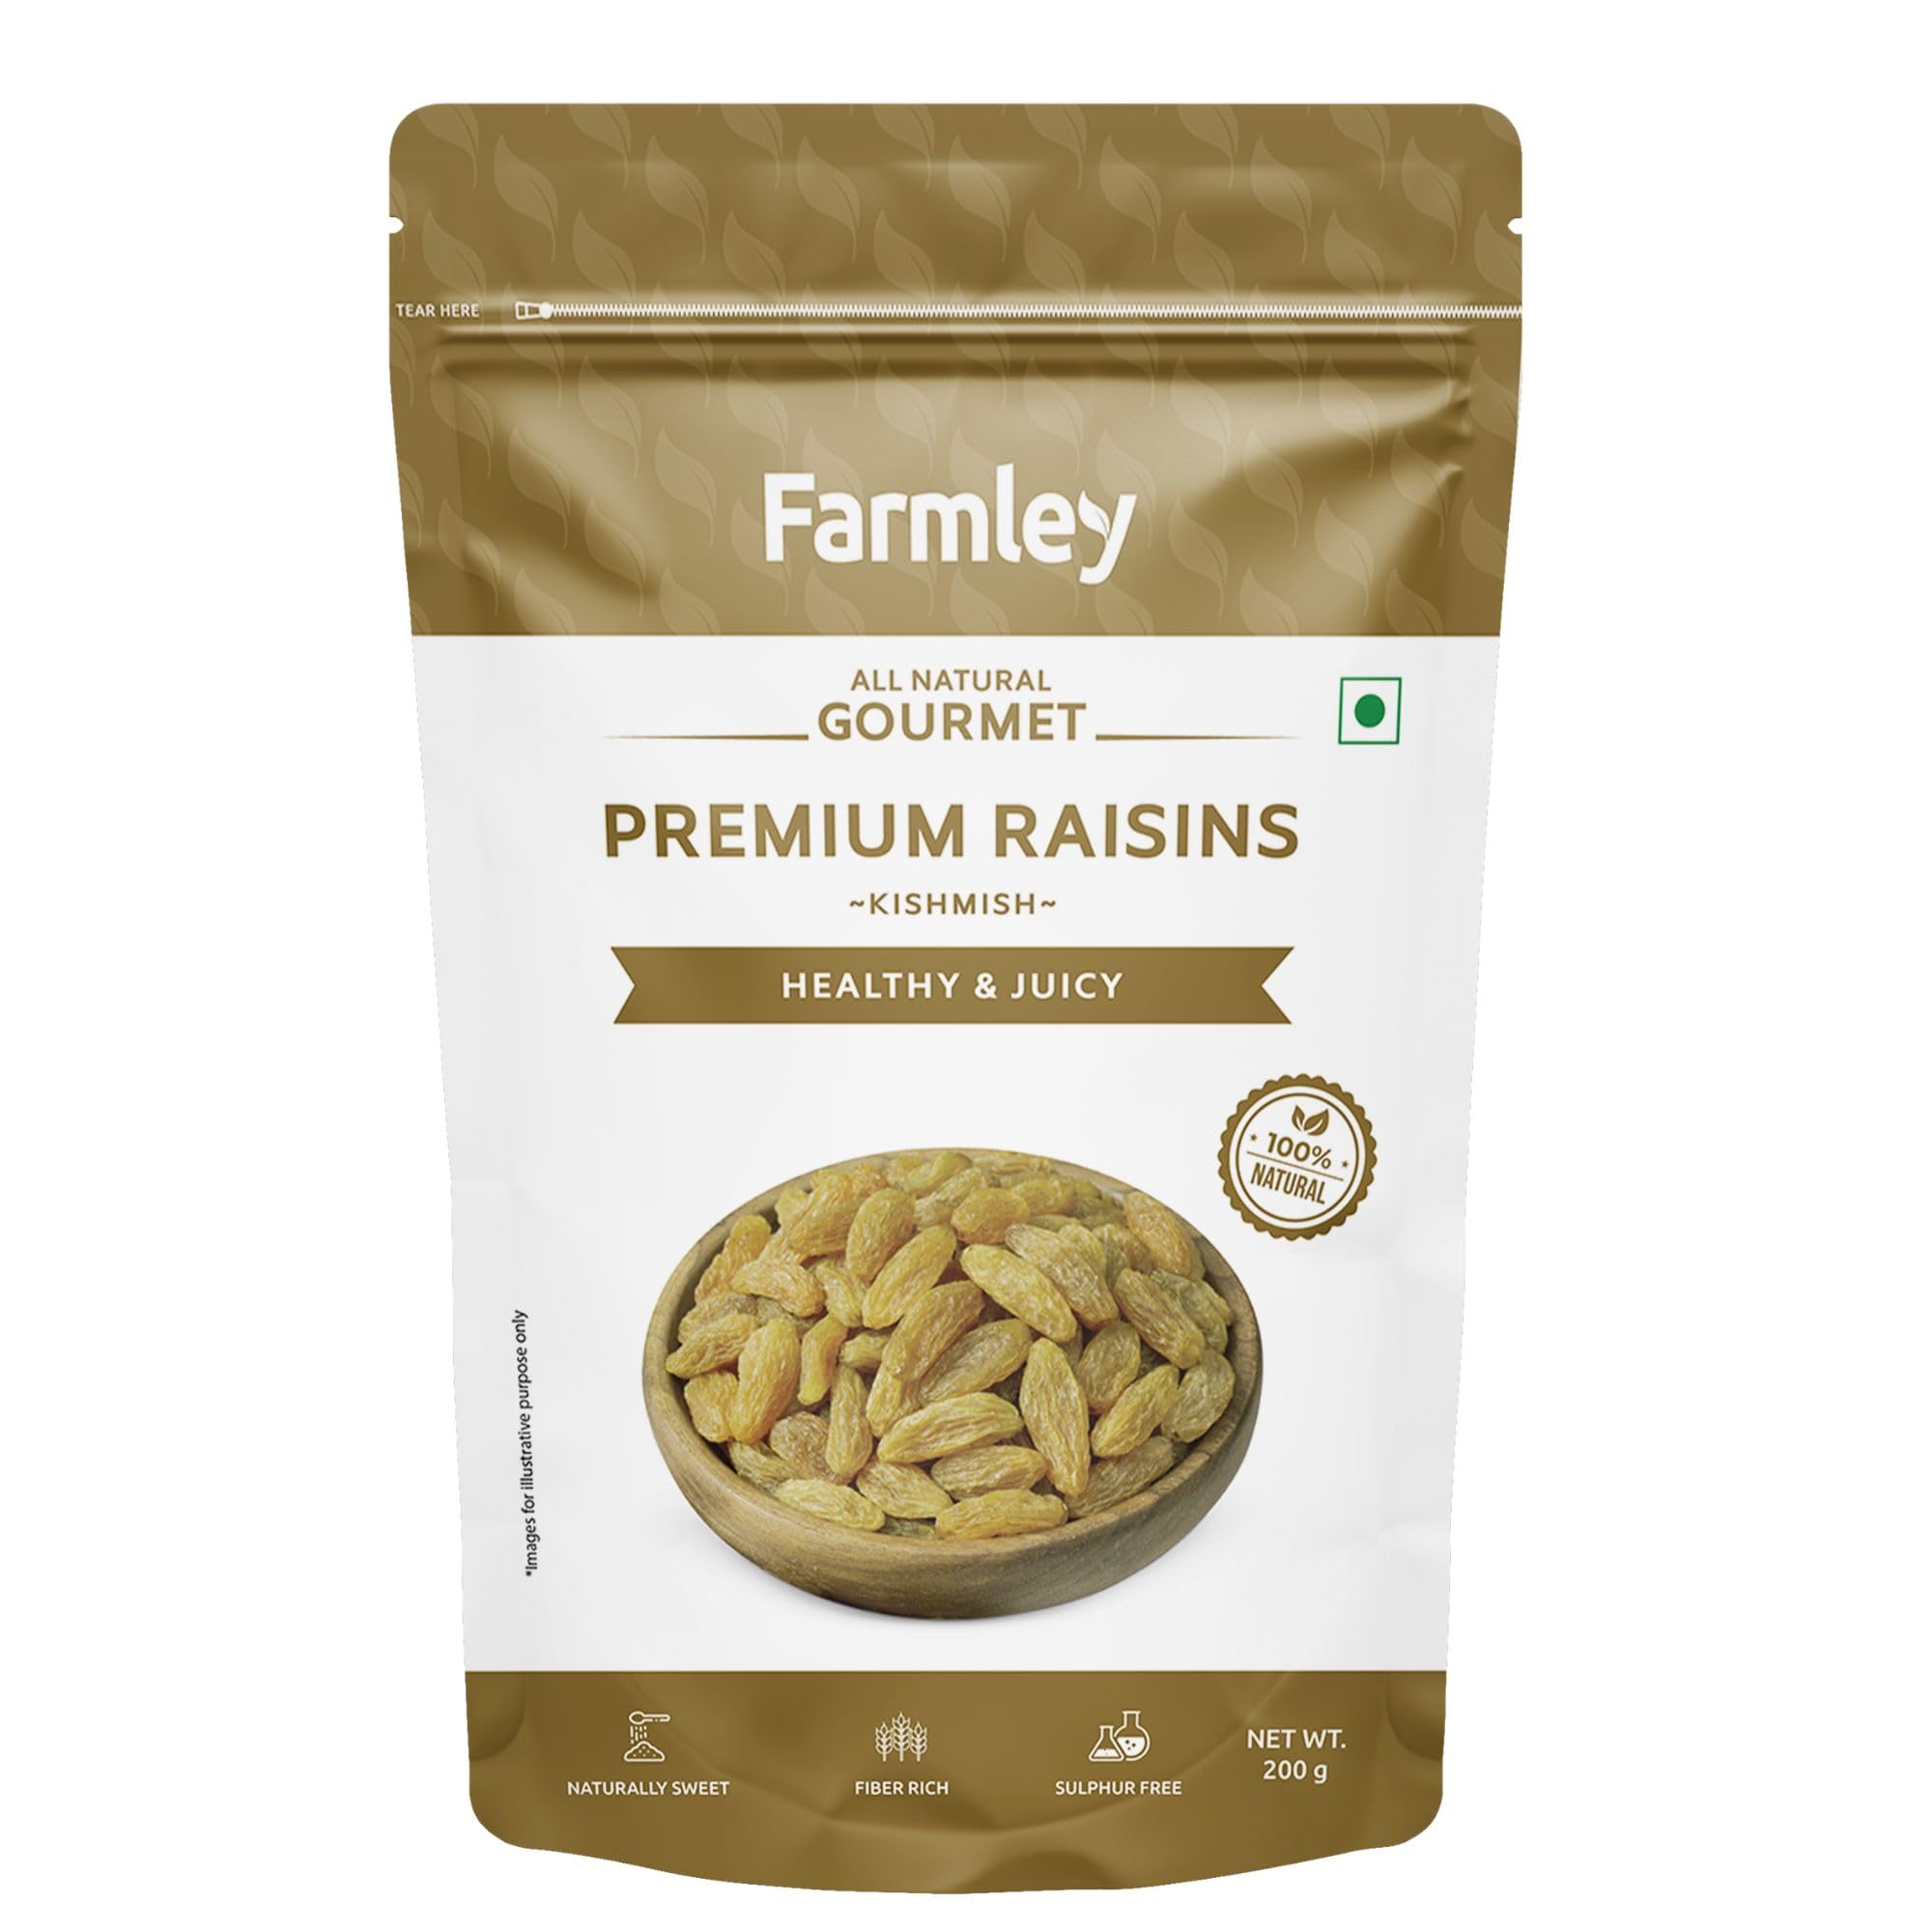 TEAR HERE
Farmley
ALL NATURAL
GOURMET
PREMIUM RAISINS
~KISHMISH~
HEALTHY & JUICY
100%
NATURAL
*Images for illustrative purpose only
NATURALLY SWEET
FIBER RICH
SULPHUR FREE
NET WT.
200 g